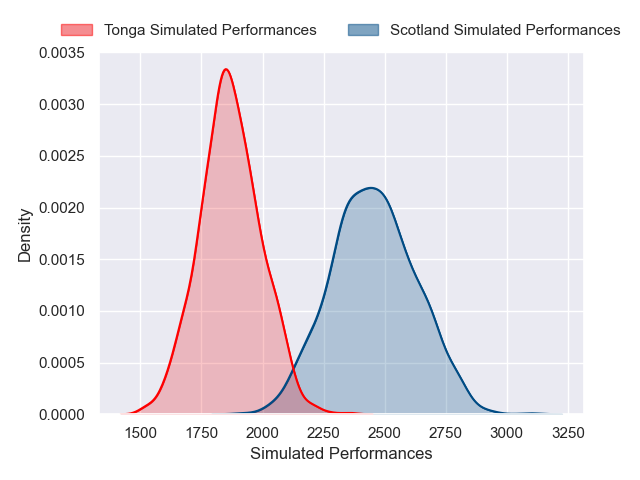 Tonga Simulated Performances Scotland Simulated Performances
0.0035
0.0030
0.0025
0.0020
0.0015
0.0010
0.0005
0.0000
Density
1500 1750 2000 2250 2500 2750 3000 3250
Simulated Performances